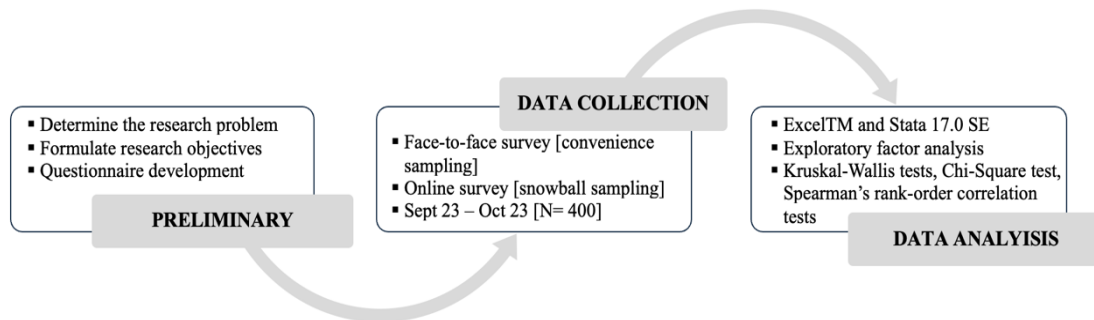 ▪ Determine the research problem
▪ Formulate research objectives
▪ Questionnaire development
PRELIMINARY
DATA COLLECTION
▪ Face-to-face survey [convenience
sampling]
▪ Online survey [snowball sampling]
▪ Sept 23 – Oct 23 [N= 400]
▪ ExcelTM and Stata 17.0 SE
▪ Exploratory factor analysis
▪ Kruskal-Wallis tests, Chi-Square test,
Spearman’s rank-order correlation
tests
DATA ANALYISIS